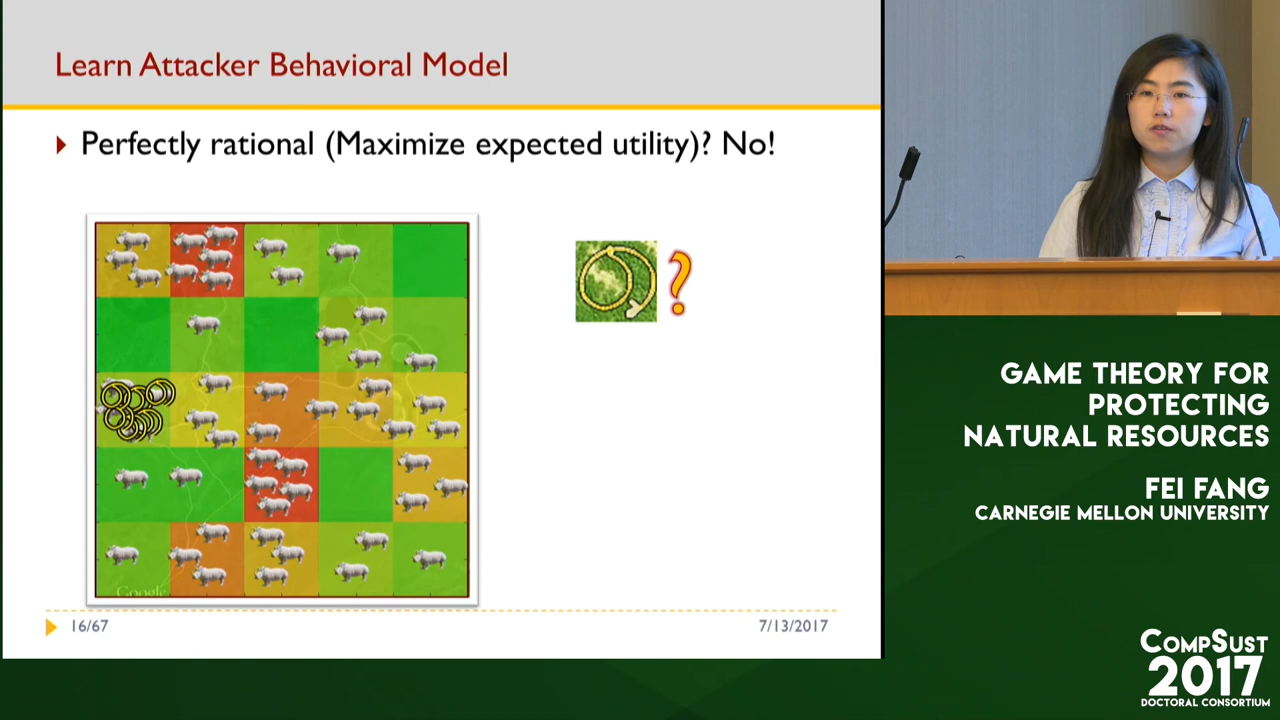 Learn Attacker Behavioral Model
Perfectly rational (Maximize expected utility)? No!
?
Google
16/67
7/13/2017
GAME THEORY FOR
PROTECTING
NATURAL RESOURCES
FEI FANG
CARNEGIE MELLON UNIVERSITY
COMPSUST
2017
DOCTORAL CONSORTIUM